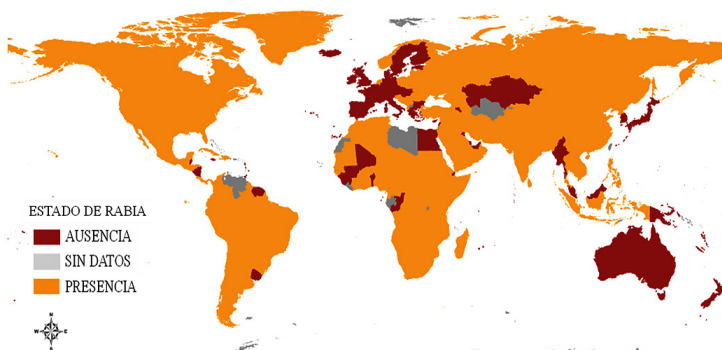 ESTADO DE RABIA
AUSENCIA
SIN DATOS
PRESENCIA
N
W E
S